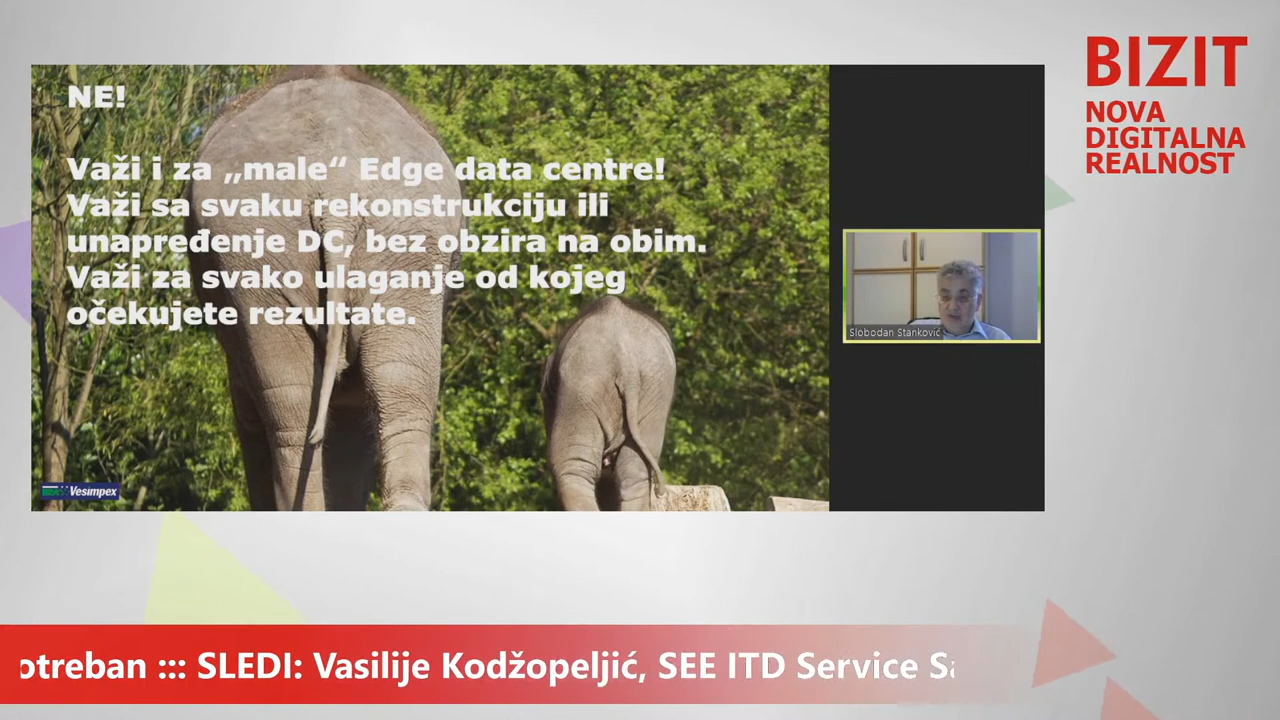 NE!
Važi i za „male“ Edge data centre!
Važi sa svaku rekonstrukciju ili
unapređenje DC, bez obzira na obim.
Važi za svako ulaganje od kojeg
očekujete rezultate.
Vesimpex
Slobodan Stanković
BIZIT
NOVA
DIGITALNA
REALNOST
otreban ::: SLEDI: Vasilije Kodžopeljić, SEE ITD Service